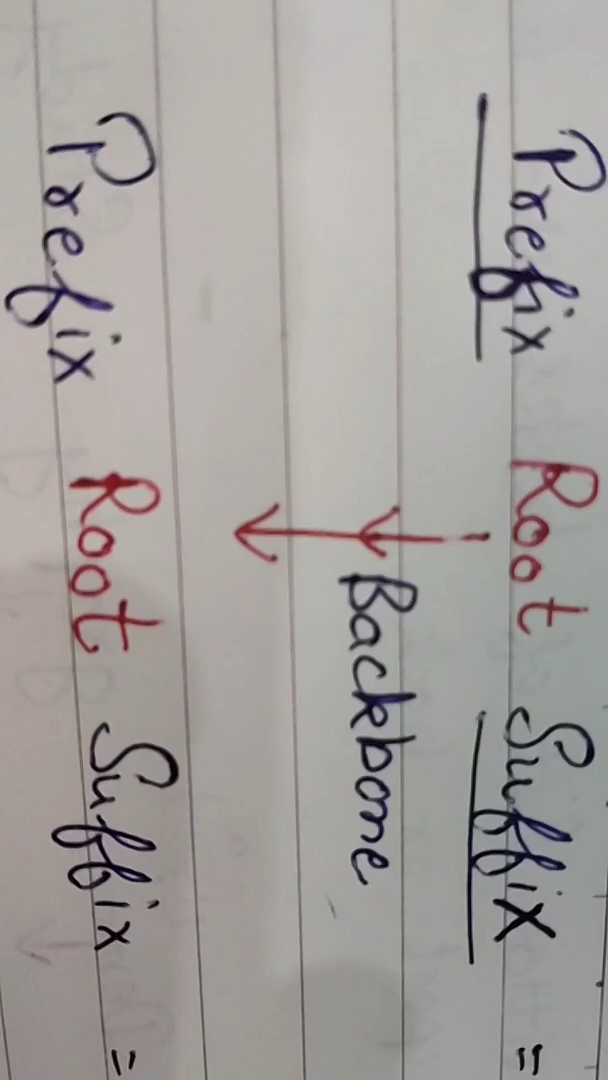 Prefix Root Suffix =
Backbone
Prefix Root Suffix =